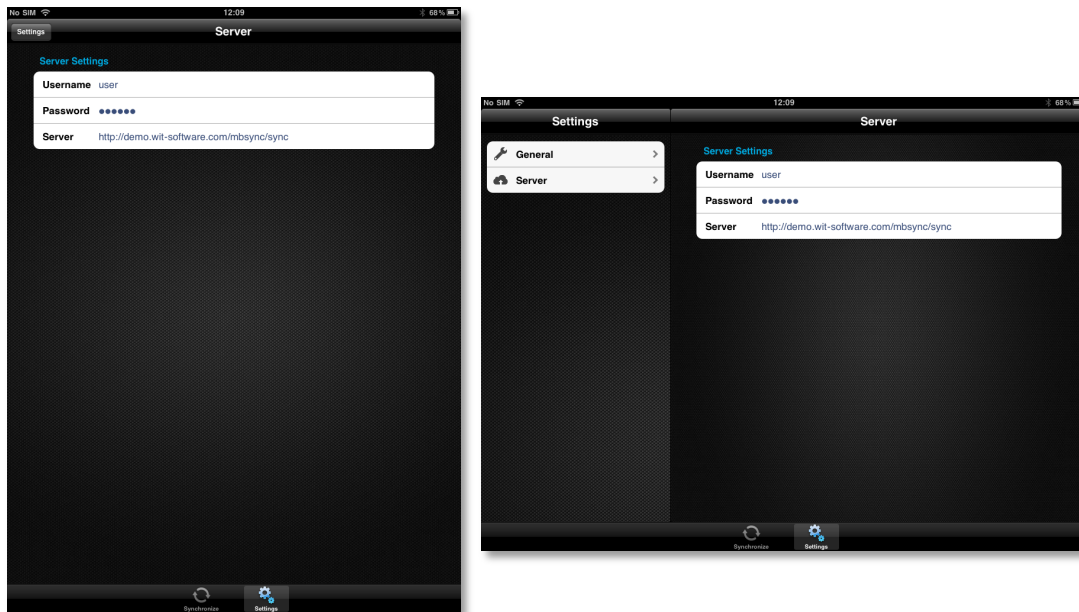 No SIM 12:09 68%
Settings Server
Server Settings
Username user
Password ●●●●●●
Server http://demo.wit-software.com/mbsync/sync
Synchronize Settings
No SIM 12:09 68%
Settings Server
General
Server
Server Settings
Username user
Password ●●●●●●
Server http://demo.wit-software.com/mbsync/sync
Synchronize Settings